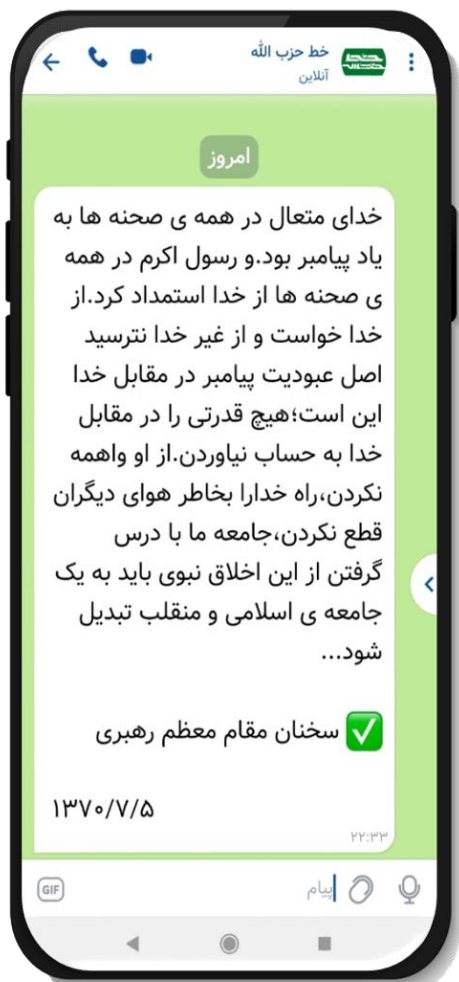 خط حزب الله
آنلاین
امروز
خدای متعال در همه ی صحنه ها به
یاد پیامبر بود.و رسول اکرم در همه
ی صحنه ها از خدا استمداد کرد.از
خدا خواست و از غیر خدا نترسید
اصل عبودیت پیامبر در مقابل خدا
این است؛هیچ قدرتی را در مقابل
خدا به حساب نیاوردن.از او واهمه
نکردن،راه خدارا بخاطر هوای دیگران
قطع نکردن،جامعه ما با درس
گرفتن از این اخلاق نبوی باید به یک
جامعه ی اسلامی و منقلب تبدیل
شود...
✅ سخنان مقام معظم رهبری
۱۳۷۰/۷/۵
۲۲:۳۳
پیام
GIF